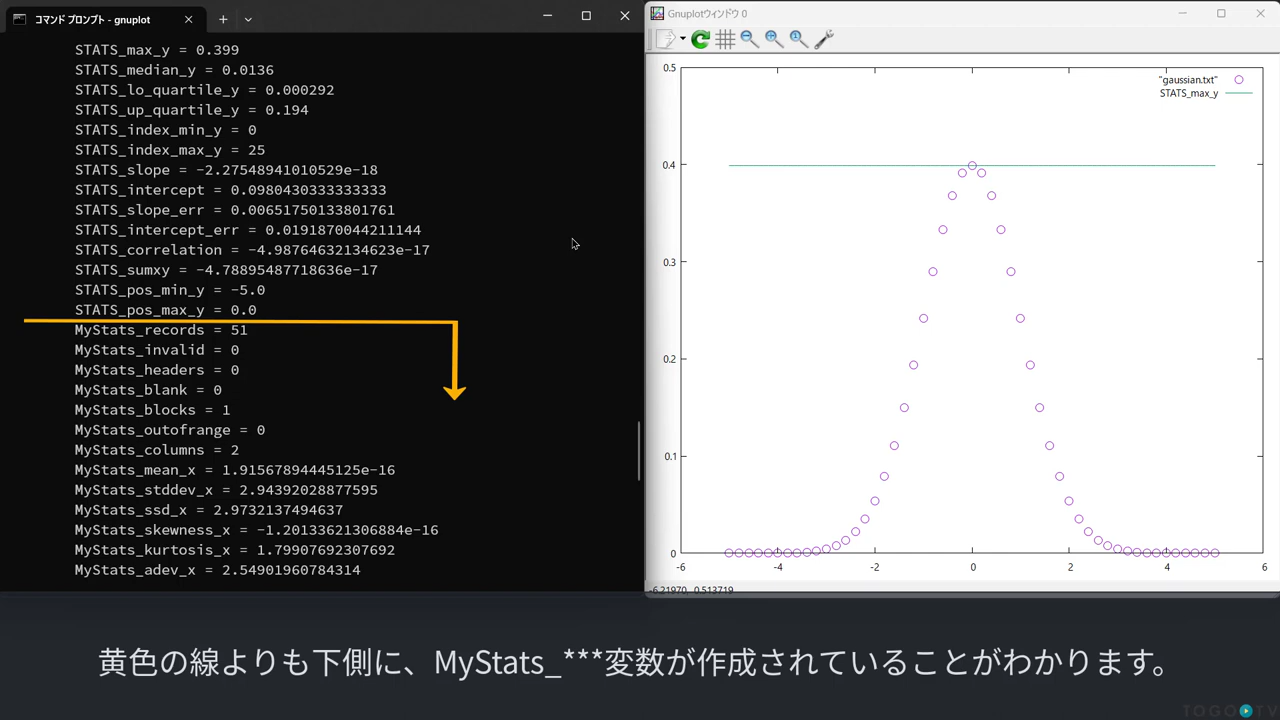 コマンド プロンプト - gnuplot
STATS_max_y = 0.399
STATS_median_y = 0.0136
STATS_lo_quartile_y = 0.000292
STATS_up_quartile_y = 0.194
STATS_index_min_y = 0
STATS_index_max_y = 25
STATS_slope = -2.27548941010529e-18
STATS_intercept = 0.0980430333333333
STATS_slope_err = 0.00651750133801761
STATS_intercept_err = 0.0191870044211144
STATS_correlation = -4.98764632134623e-17
STATS_sumxy = -4.78895487718636e-17
STATS_pos_min_y = -5.0
STATS_pos_max_y = 0.0
MyStats_records = 51
MyStats_invalid = 0
MyStats_headers = 0
MyStats_blank = 0
MyStats_blocks = 1
MyStats_outofrange = 0
MyStats_columns = 2
MyStats_mean_x = 1.91567894445125e-16
MyStats_stddev_x = 2.94392028877595
MyStats_ssd_x = 2.9732137494637
MyStats_skewness_x = -1.20133621306884e-16
MyStats_kurtosis_x = 1.79907692307692
MyStats_adev_x = 2.54901960784314
Gnuplotウィンドウ 0
"gaussian.txt"
STATS_max_y
0.5
0.4
0.3
0.2
0.1
0
-6 -4 -2 0 2 4 6
-6.21970, 0.513719
黄色の線よりも下側に、MyStats_***変数が作成されていることがわかります。
TOGO TV